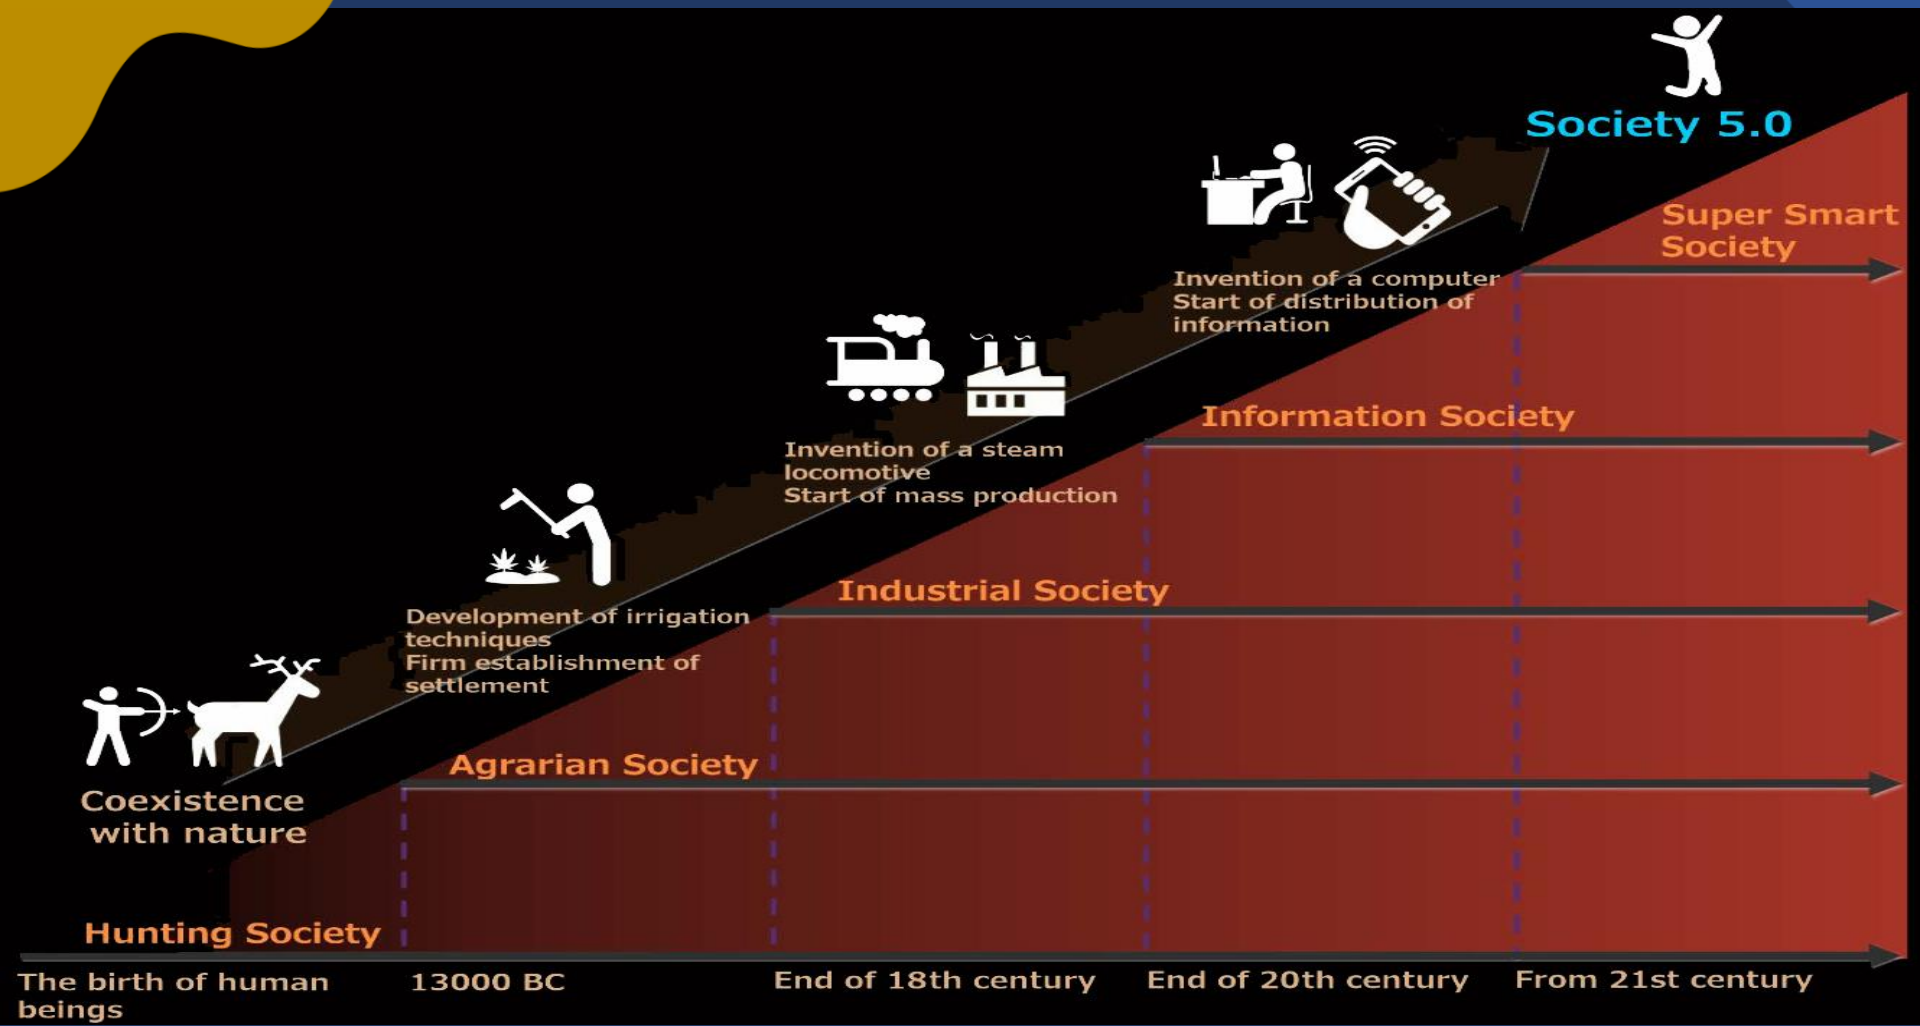 Society 5.0
Super Smart
Society
Invention of a computer
Start of distribution of
information
Information Society
Invention of a steam
locomotive
Start of mass production
Industrial Society
Development of irrigation
techniques
Firm establishment of
settlement
Agrarian Society
Coexistence
with nature
Hunting Society
The birth of human
beings
13000 BC
End of 18th century
End of 20th century
From 21st century